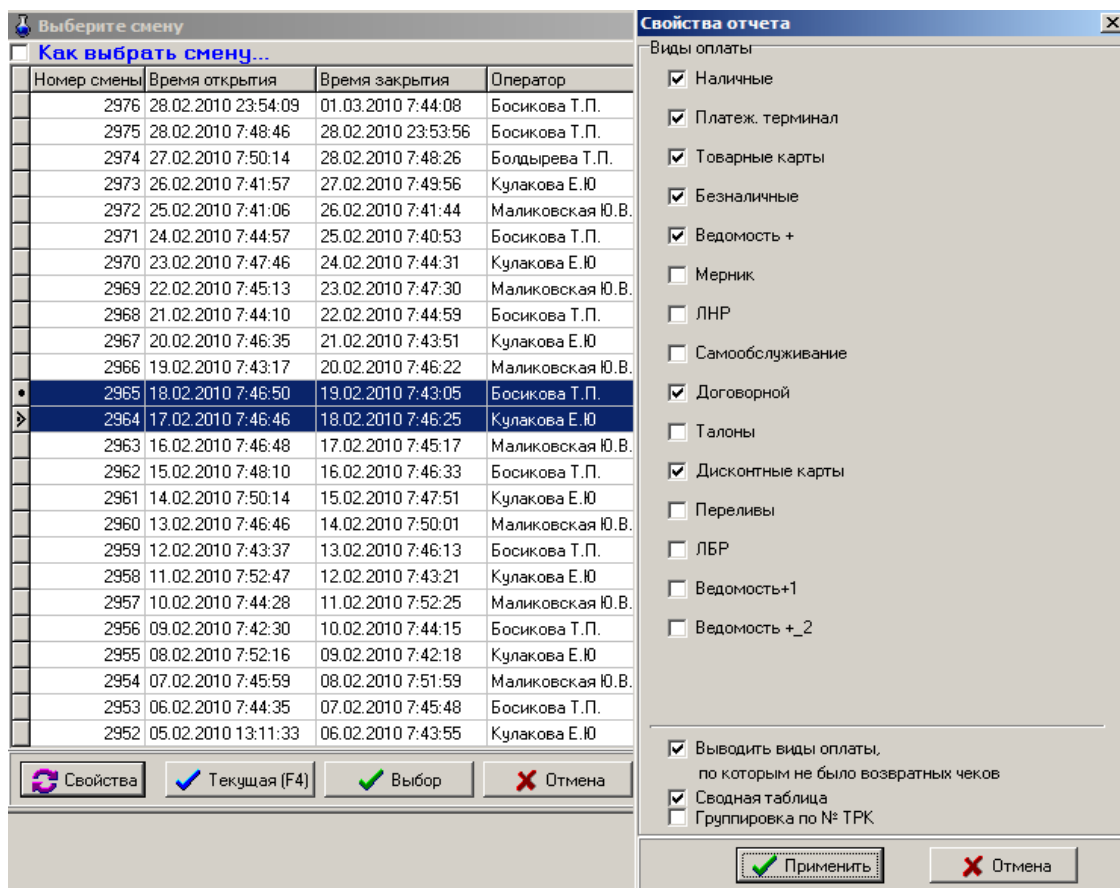 Выберите смену
Как выбрать смену...
Номер смены Время открытия Время закрытия Оператор
2976 28.02.2010 23:54:09 01.03.2010 7:44:08 Босикова Т.П.
2975 28.02.2010 7:48:46 28.02.2010 23:53:56 Босикова Т.П.
2974 27.02.2010 7:50:14 28.02.2010 7:48:26 Болдырева Т.П.
2973 26.02.2010 7:41:57 27.02.2010 7:49:56 Кулакова Е.Ю
2972 25.02.2010 7:41:06 26.02.2010 7:41:44 Маликовская Ю.В.
2971 24.02.2010 7:44:57 25.02.2010 7:40:53 Босикова Т.П.
2970 23.02.2010 7:47:46 24.02.2010 7:44:31 Кулакова Е.Ю
2969 22.02.2010 7:45:13 23.02.2010 7:47:30 Маликовская Ю.В.
2968 21.02.2010 7:44:10 22.02.2010 7:44:59 Босикова Т.П.
2967 20.02.2010 7:46:35 21.02.2010 7:43:51 Кулакова Е.Ю
2966 19.02.2010 7:43:17 20.02.2010 7:46:22 Маликовская Ю.В.
2965 18.02.2010 7:46:50 19.02.2010 7:43:05 Босикова Т.П.
2964 17.02.2010 7:46:46 18.02.2010 7:46:25 Кулакова Е.Ю
2963 16.02.2010 7:46:48 17.02.2010 7:45:17 Маликовская Ю.В.
2962 15.02.2010 7:48:10 16.02.2010 7:46:33 Босикова Т.П.
2961 14.02.2010 7:50:14 15.02.2010 7:47:51 Кулакова Е.Ю
2960 13.02.2010 7:46:46 14.02.2010 7:50:01 Маликовская Ю.В.
2959 12.02.2010 7:43:37 13.02.2010 7:46:13 Босикова Т.П.
2958 11.02.2010 7:52:47 12.02.2010 7:43:21 Кулакова Е.Ю
2957 10.02.2010 7:44:28 11.02.2010 7:52:25 Маликовская Ю.В.
2956 09.02.2010 7:42:30 10.02.2010 7:44:15 Босикова Т.П.
2955 08.02.2010 7:52:16 09.02.2010 7:42:18 Кулакова Е.Ю
2954 07.02.2010 7:45:59 08.02.2010 7:51:59 Маликовская Ю.В.
2953 06.02.2010 7:44:35 07.02.2010 7:45:48 Босикова Т.П.
2952 05.02.2010 13:11:33 06.02.2010 7:43:55 Кулакова Е.Ю
Свойства Текущая (F4) Выбор Отмена
Свойства отчета
Виды оплаты
Наличные
Платеж. терминал
Товарные карты
Безналичные
Ведомость +
Мерник
ЛНР
Самообслуживание
Договорной
Талоны
Дисконтные карты
Переливы
ЛБР
Ведомость+1
Ведомость +_2
Выводить виды оплаты,
по которым не было возвратных чеков
Сводная таблица
Группировка по № ТРК
Применить Отмена